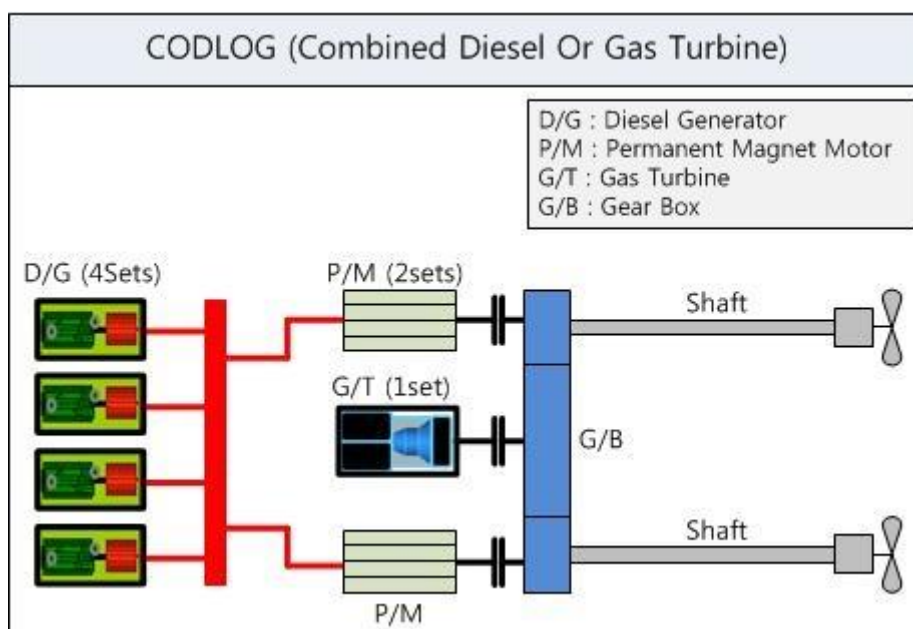 CODLOG (Combined Diesel Or Gas Turbine)
D/G : Diesel Generator
P/M : Permanent Magnet Motor
G/T : Gas Turbine
G/B : Gear Box
D/G (4Sets)
P/M (2sets)
Shaft
G/T (1set)
G/B
Shaft
P/M